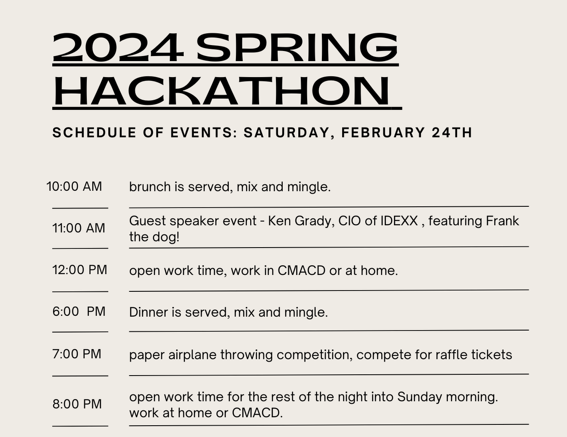 2024 SPRING
HACKATHON
SCHEDULE OF EVENTS: SATURDAY, FEBRUARY 24TH
10:00 AM brunch is served, mix and mingle.
11:00 AM Guest speaker event - Ken Grady, CIO of IDEXX , featuring Frank
the dog!
12:00 PM open work time, work in CMACD or at home.
6:00 PM Dinner is served, mix and mingle.
7:00 PM paper airplane throwing competition, compete for raffle tickets
8:00 PM open work time for the rest of the night into Sunday morning.
work at home or CMACD.